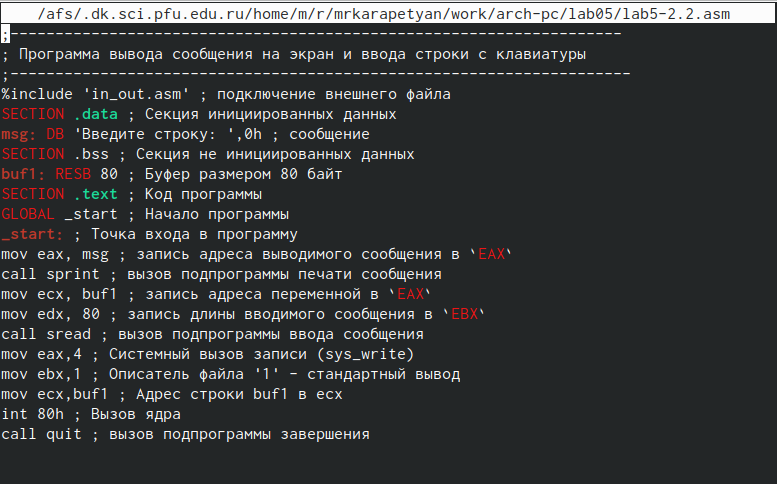 /afs/.dk.sci.pfu.edu.ru/home/m/r/mrkarapetyan/work/arch-pc/lab05/lab5-2.2.asm
;--------------------------------------------------------------------
; Программа вывода сообщения на экран и ввода строки с клавиатуры
;---------------------------------------------------------------------
%include 'in_out.asm' ; подключение внешнего файла
SECTION .data ; Секция инициированных данных
msg: DB 'Введите строку: ',0h ; сообщение
SECTION .bss ; Секция не инициированных данных
buf1: RESB 80 ; Буфер размером 80 байт
SECTION .text ; Код программы
GLOBAL _start ; Начало программы
_start: ; Точка входа в программу
mov eax, msg ; запись адреса выводимого сообщения в `EAX`
call sprint ; вызов подпрограммы печати сообщения
mov ecx, buf1 ; запись адреса переменной в `EAX`
mov edx, 80 ; запись длины вводимого сообщения в `EBX`
call sread ; вызов подпрограммы ввода сообщения
mov eax,4 ; Системный вызов записи (sys_write)
mov ebx,1 ; Описатель файла '1' - стандартный вывод
mov ecx,buf1 ; Адрес строки buf1 в ecx
int 80h ; Вызов ядра
call quit ; вызов подпрограммы завершения